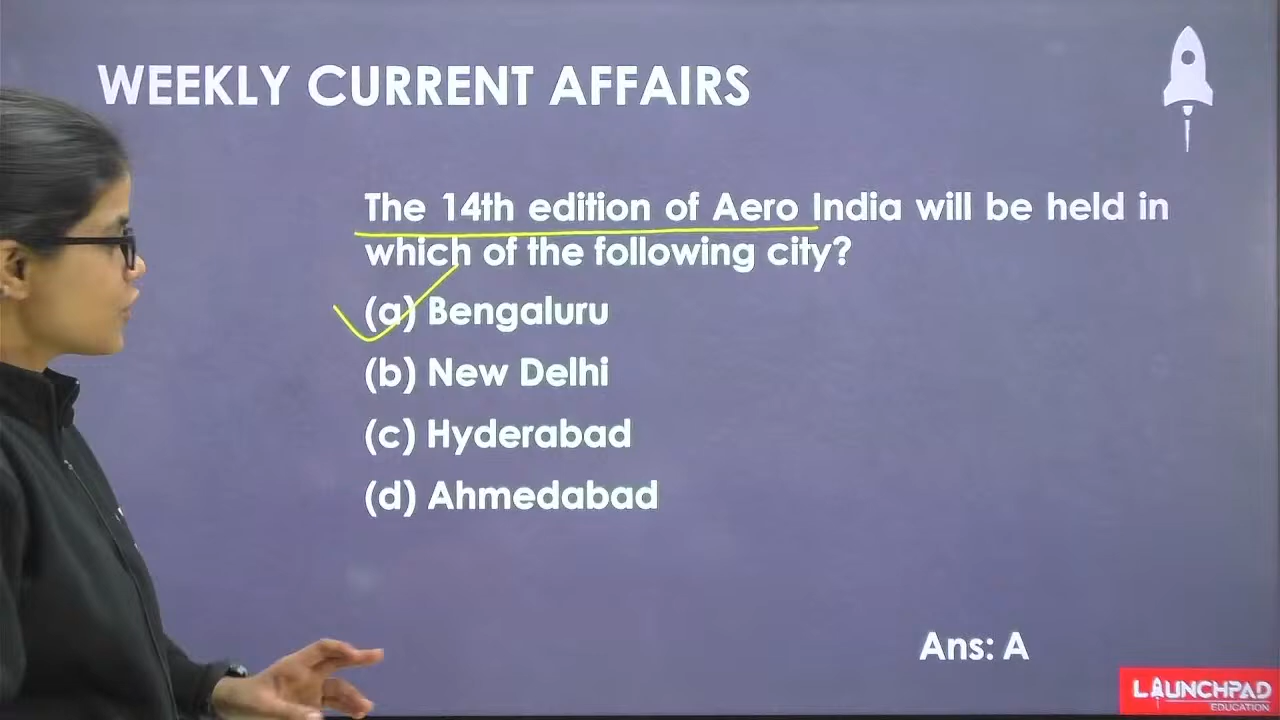 WEEKLY CURRENT AFFAIRS
The 14th edition of Aero India will be held in
which of the following city?
(a) Bengaluru
(b) New Delhi
(c) Hyderabad
(d) Ahmedabad
Ans: A
LAUNCHPAD
EDUCATION